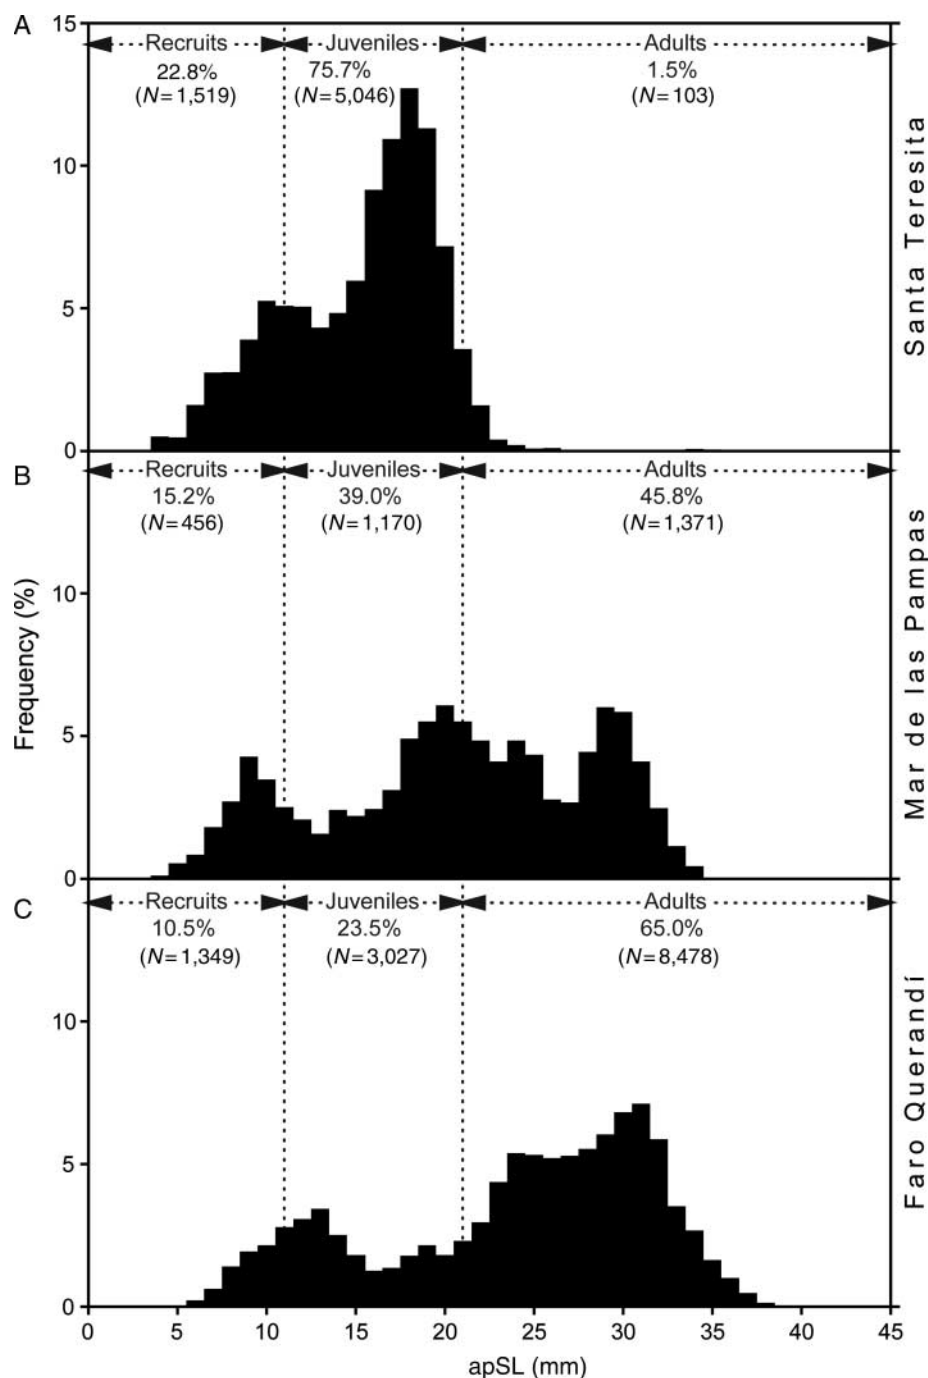 A
15
Recruits Juveniles Adults
22.8% 75.7% 1.5%
(N=1,519) (N=5,046) (N=103)
10
5
0
Santa Teresita
B
Recruits Juveniles Adults
15.2% 39.0% 45.8%
(N=456) (N=1,170) (N=1,371)
10
5
0
Frequency (%)
Mar de las Pampas
C
Recruits Juveniles Adults
10.5% 23.5% 65.0%
(N=1,349) (N=3,027) (N=8,478)
10
5
0
Faro Querandí
0 5 10 15 20 25 30 35 40 45
apSL (mm)